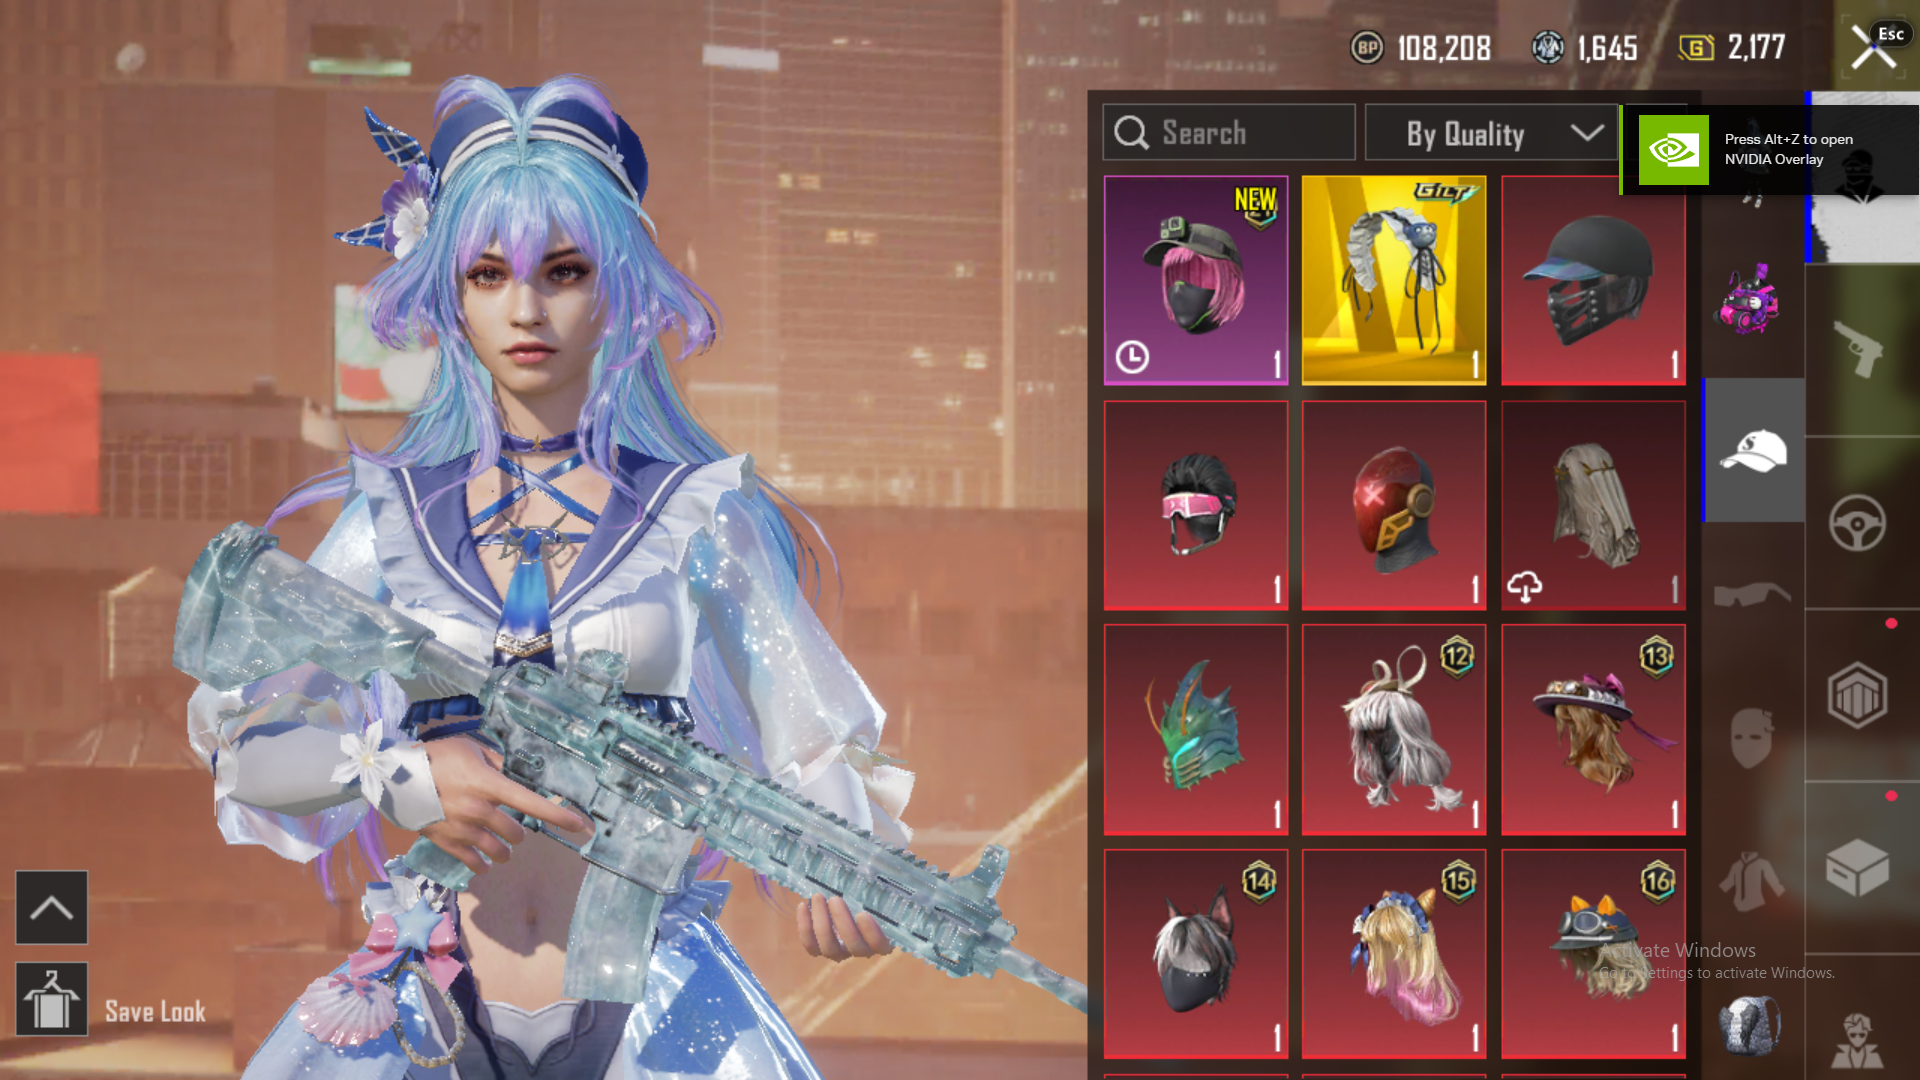 BP 108,208 1,645 G 2,177 Esc
Search By Quality
Press Alt+Z to open
NVIDIA Overlay
NEW GILT
1 1 1
S
1 1 1
12 13
1 1 1
14 15 16
Activate Windows
Go to Settings to activate Windows.
Save Look
1 1 1